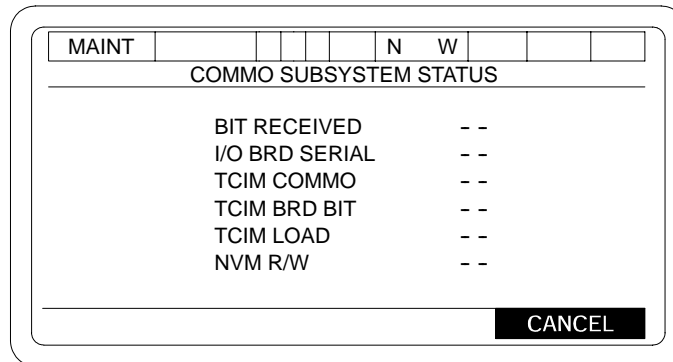 MAINT N W
COMMO SUBSYSTEM STATUS
BIT RECEIVED - -
I/O BRD SERIAL - -
TCIM COMMO - -
TCIM BRD BIT - -
TCIM LOAD - -
NVM R/W - -
CANCEL